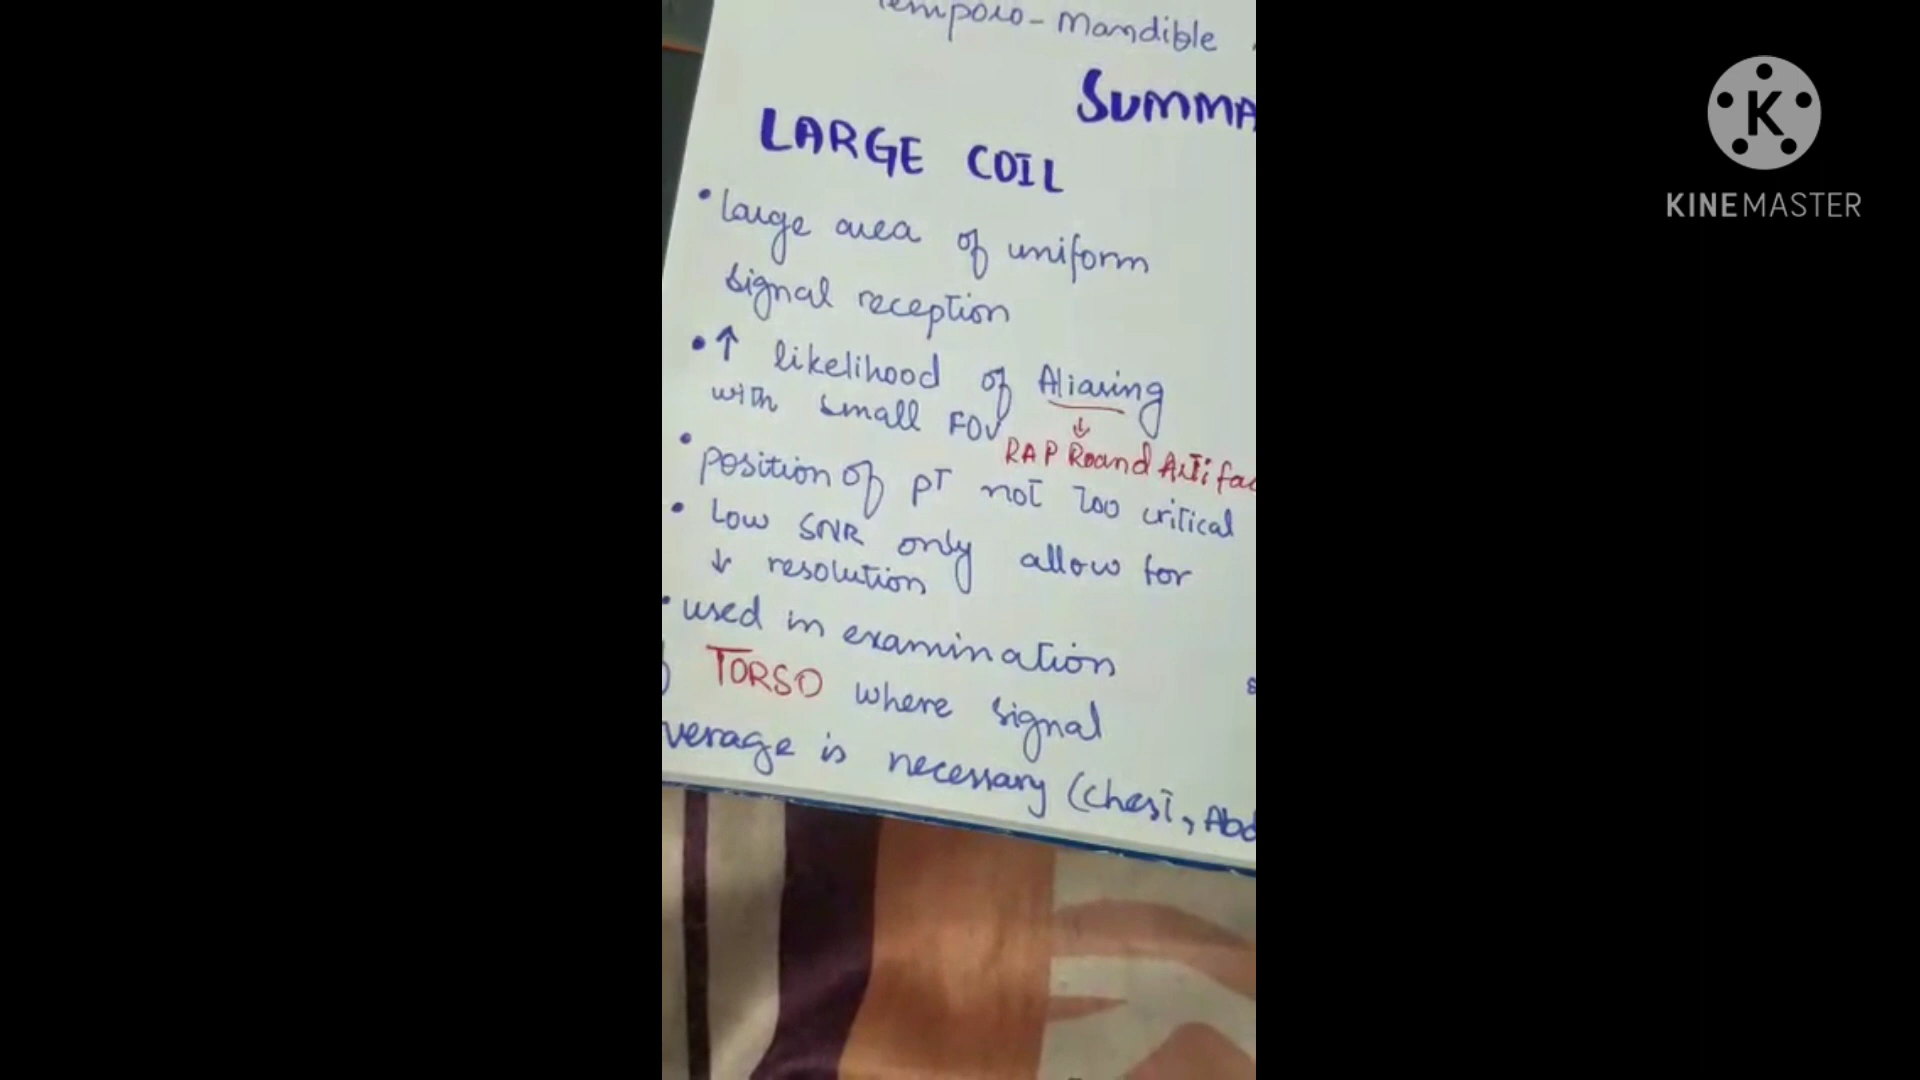 Temporo - Mandible
SUMMA
LARGE COIL
• large area of uniform
signal reception
• ↑ likelihood of Aliasing
with small FOV
↓
RAP Round Artifac
• position of pT not too critical
• Low SNR only allow for
↓ resolution
• used in examination
TORSO where signal
verage is necessary (chest, Abd
K
KINEMASTER